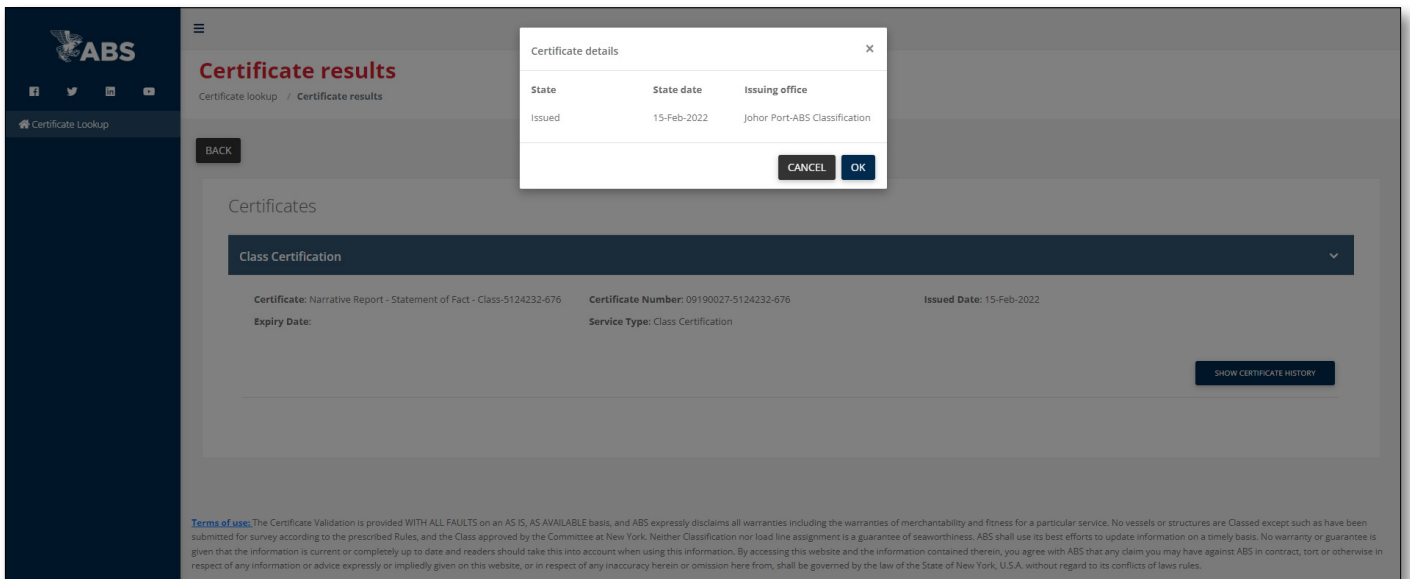 ABS
Certificate Lookup
Certificate results
Certificate lookup / Certificate results
BACK
Certificate details ×
State State date Issuing office
Issued 15-Feb-2022 Johor Port-ABS Classification
CANCEL OK
Certificates
Class Certification
Certificate: Narrative Report - Statement of Fact - Class-5124232-676 Certificate Number: 09190027-5124232-676 Issued Date: 15-Feb-2022
Expiry Date: Service Type: Class Certification
SHOW CERTIFICATE HISTORY
Terms of use: The Certificate Validation is provided WITH ALL FAULTS on an AS IS, AS AVAILABLE basis, and ABS expressly disclaims all warranties including the warranties of merchantability and fitness for a particular service. No vessels or structures are Classed except such as have been
submitted for survey according to the prescribed Rules, and the Class approved by the Committee at New York. Neither Classification nor load line assignment is a guarantee of seaworthiness. ABS shall use its best efforts to update information on a timely basis. No warranty or guarantee is
given that the information is current or completely up to date and readers should take this into account when using this information. By accessing this website and the information contained therein, you agree with ABS that any claim you may have against ABS in contract, tort or otherwise in
respect of any information or advice expressly or impliedly given on this website, or in respect of any inaccuracy herein or omission here from, shall be governed by the law of the State of New York, U.S.A. without regard to its conflicts of laws rules.